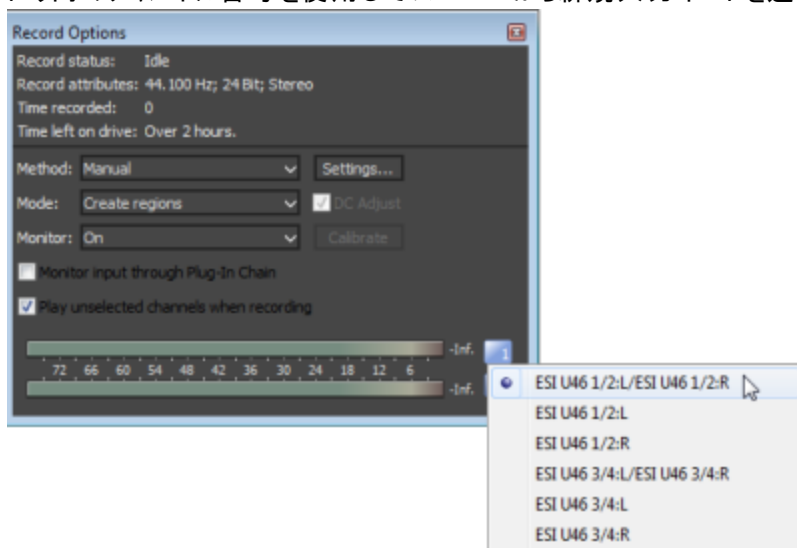 Record Options
Record status: Idle
Record attributes: 44.100 Hz; 24 Bit; Stereo
Time recorded: 0
Time left on drive: Over 2 hours.
Method: Manual Settings...
Mode: Create regions DC Adjust
Monitor: On Calibrate
Monitor input through Plug-In Chain
Play unselected channels when recording
-Inf. 1
72 66 60 54 48 42 36 30 24 18 12 6
-Inf.
ESI U46 1/2:L/ESI U46 1/2:R
ESI U46 1/2:L
ESI U46 1/2:R
ESI U46 3/4:L/ESI U46 3/4:R
ESI U46 3/4:L
ESI U46 3/4:R